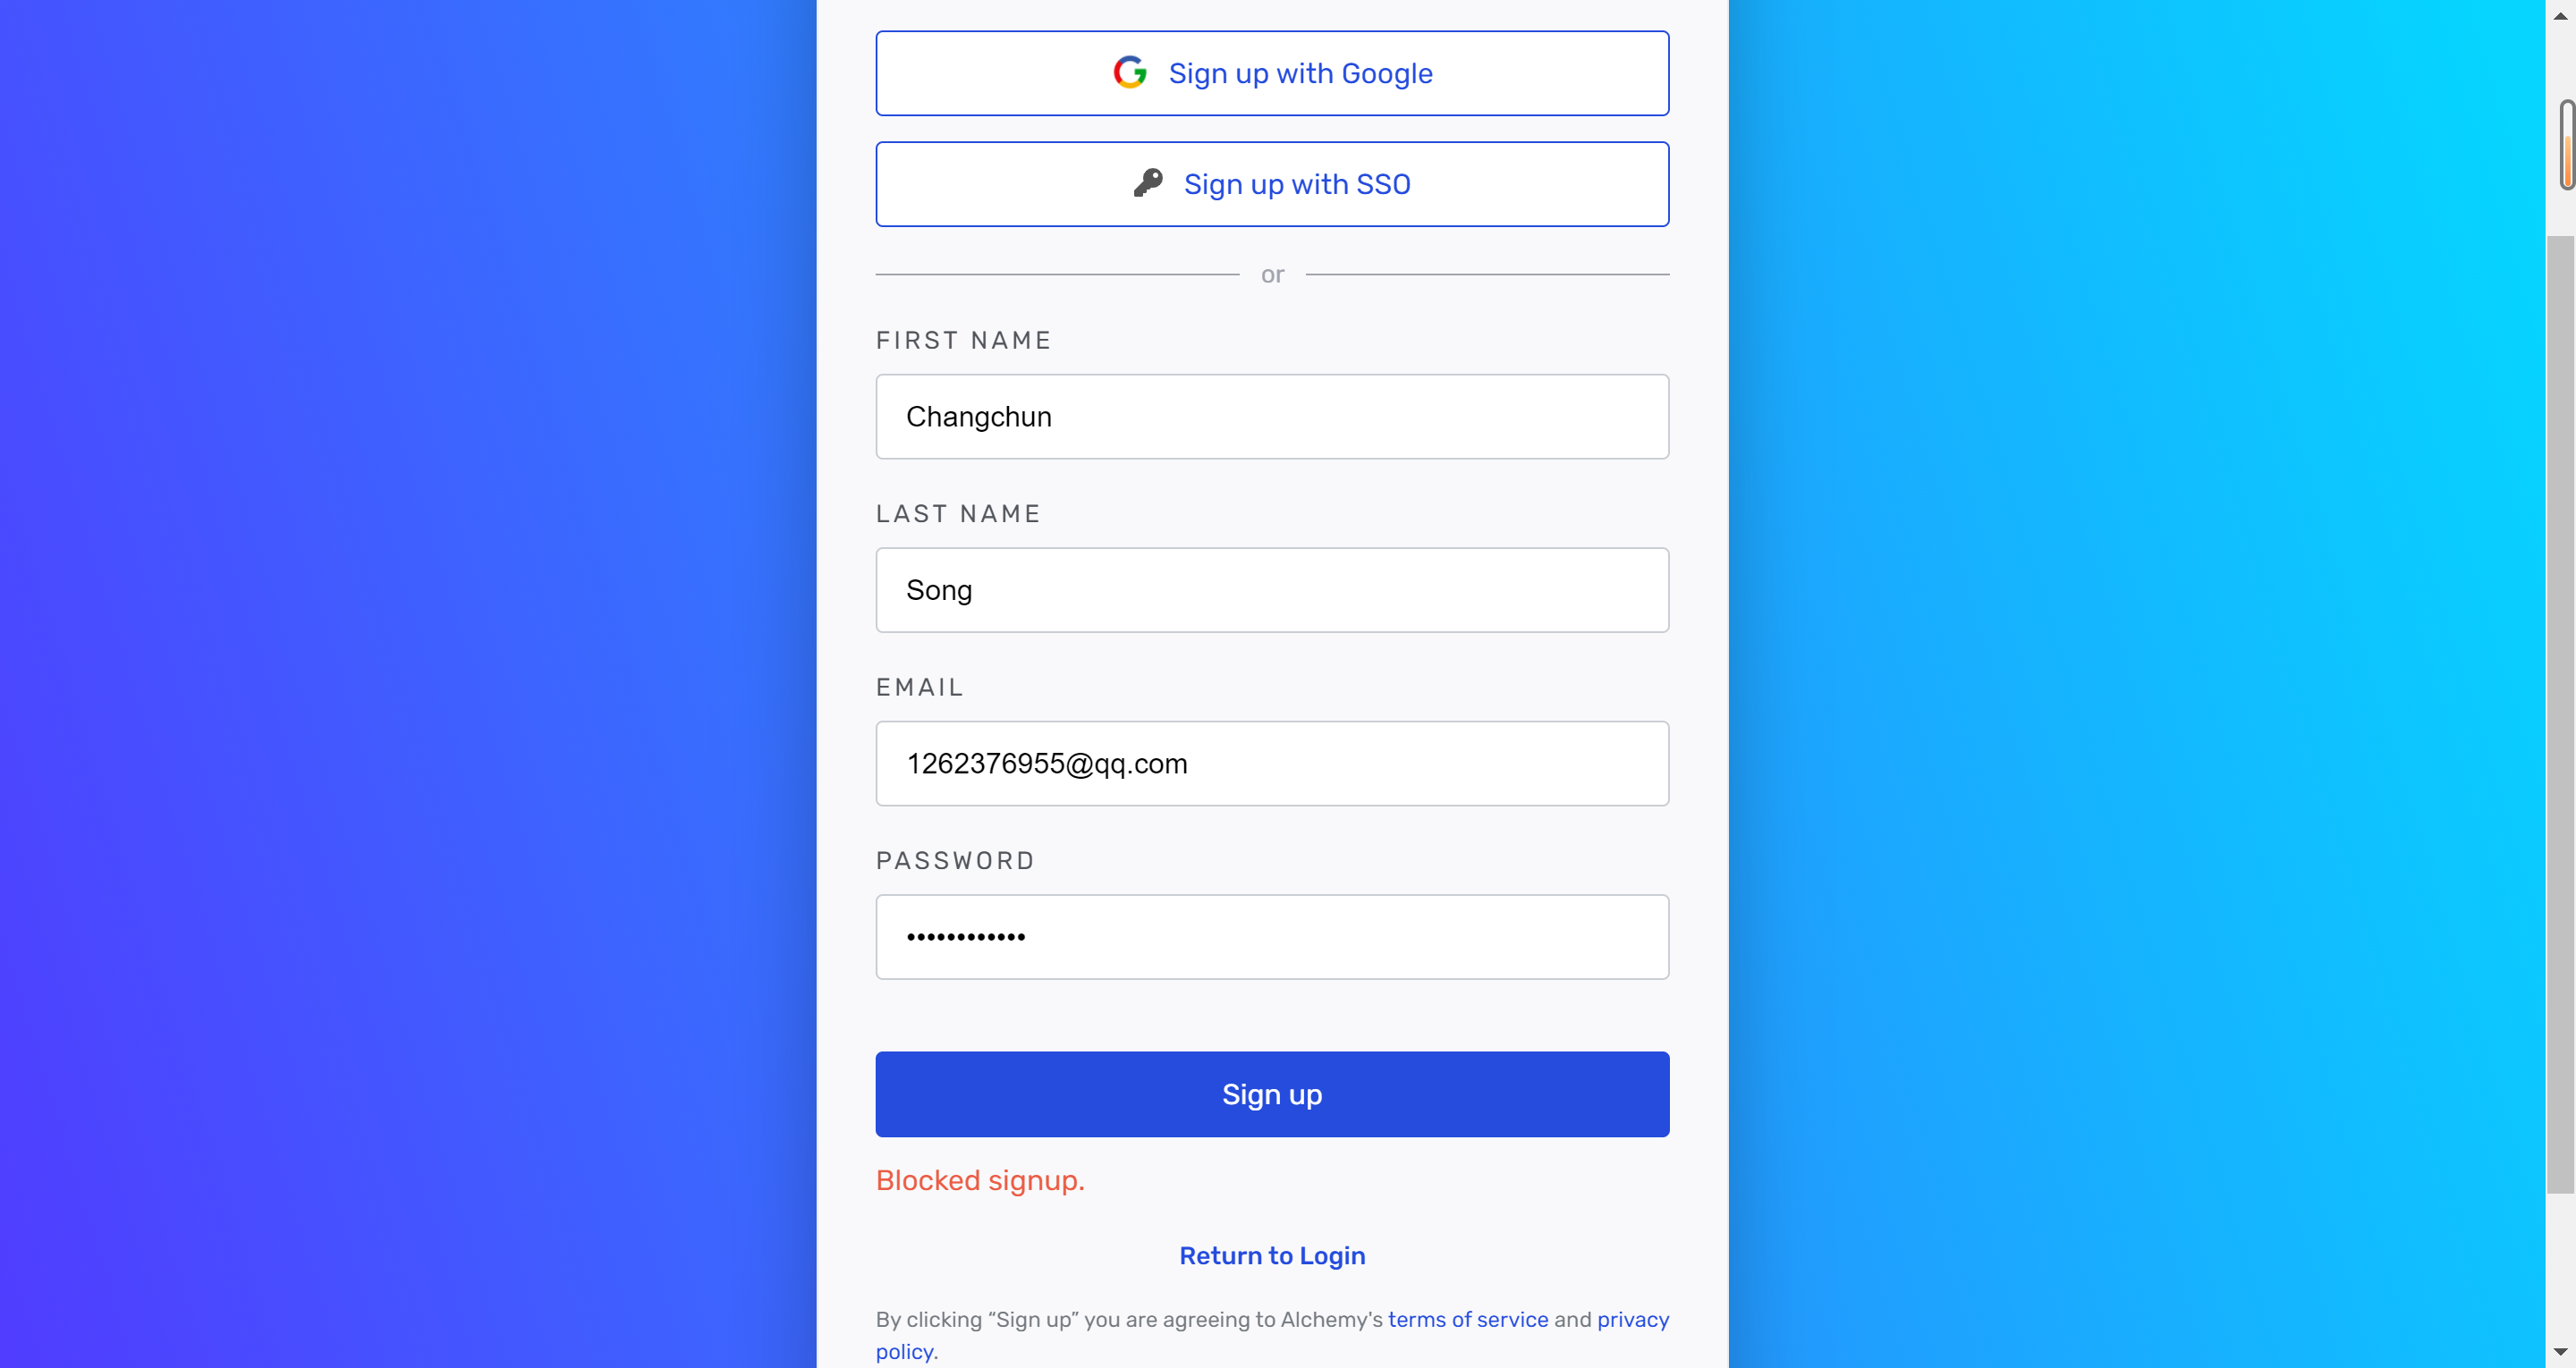 Sign up with Google
Sign up with SSO
or
FIRST NAME
Changchun
LAST NAME
Song
EMAIL
1262376955@qq.com
PASSWORD
••••••••••••
Sign up
Blocked signup.
Return to Login
By clicking “Sign up” you are agreeing to Alchemy's terms of service and privacy
policy.